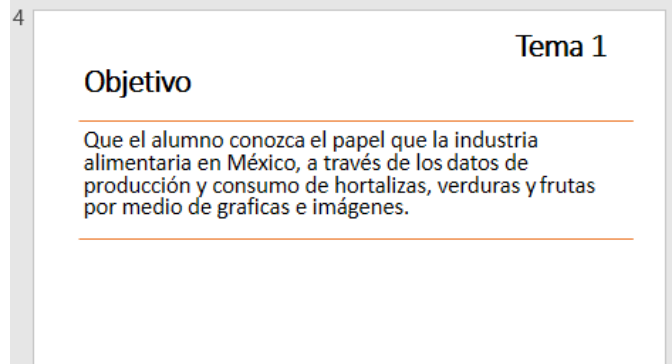 4
Tema 1
Objetivo
Que el alumno conozca el papel que la industria
alimentaria en México, a través de los datos de
producción y consumo de hortalizas, verduras y frutas
por medio de graficas e imágenes.